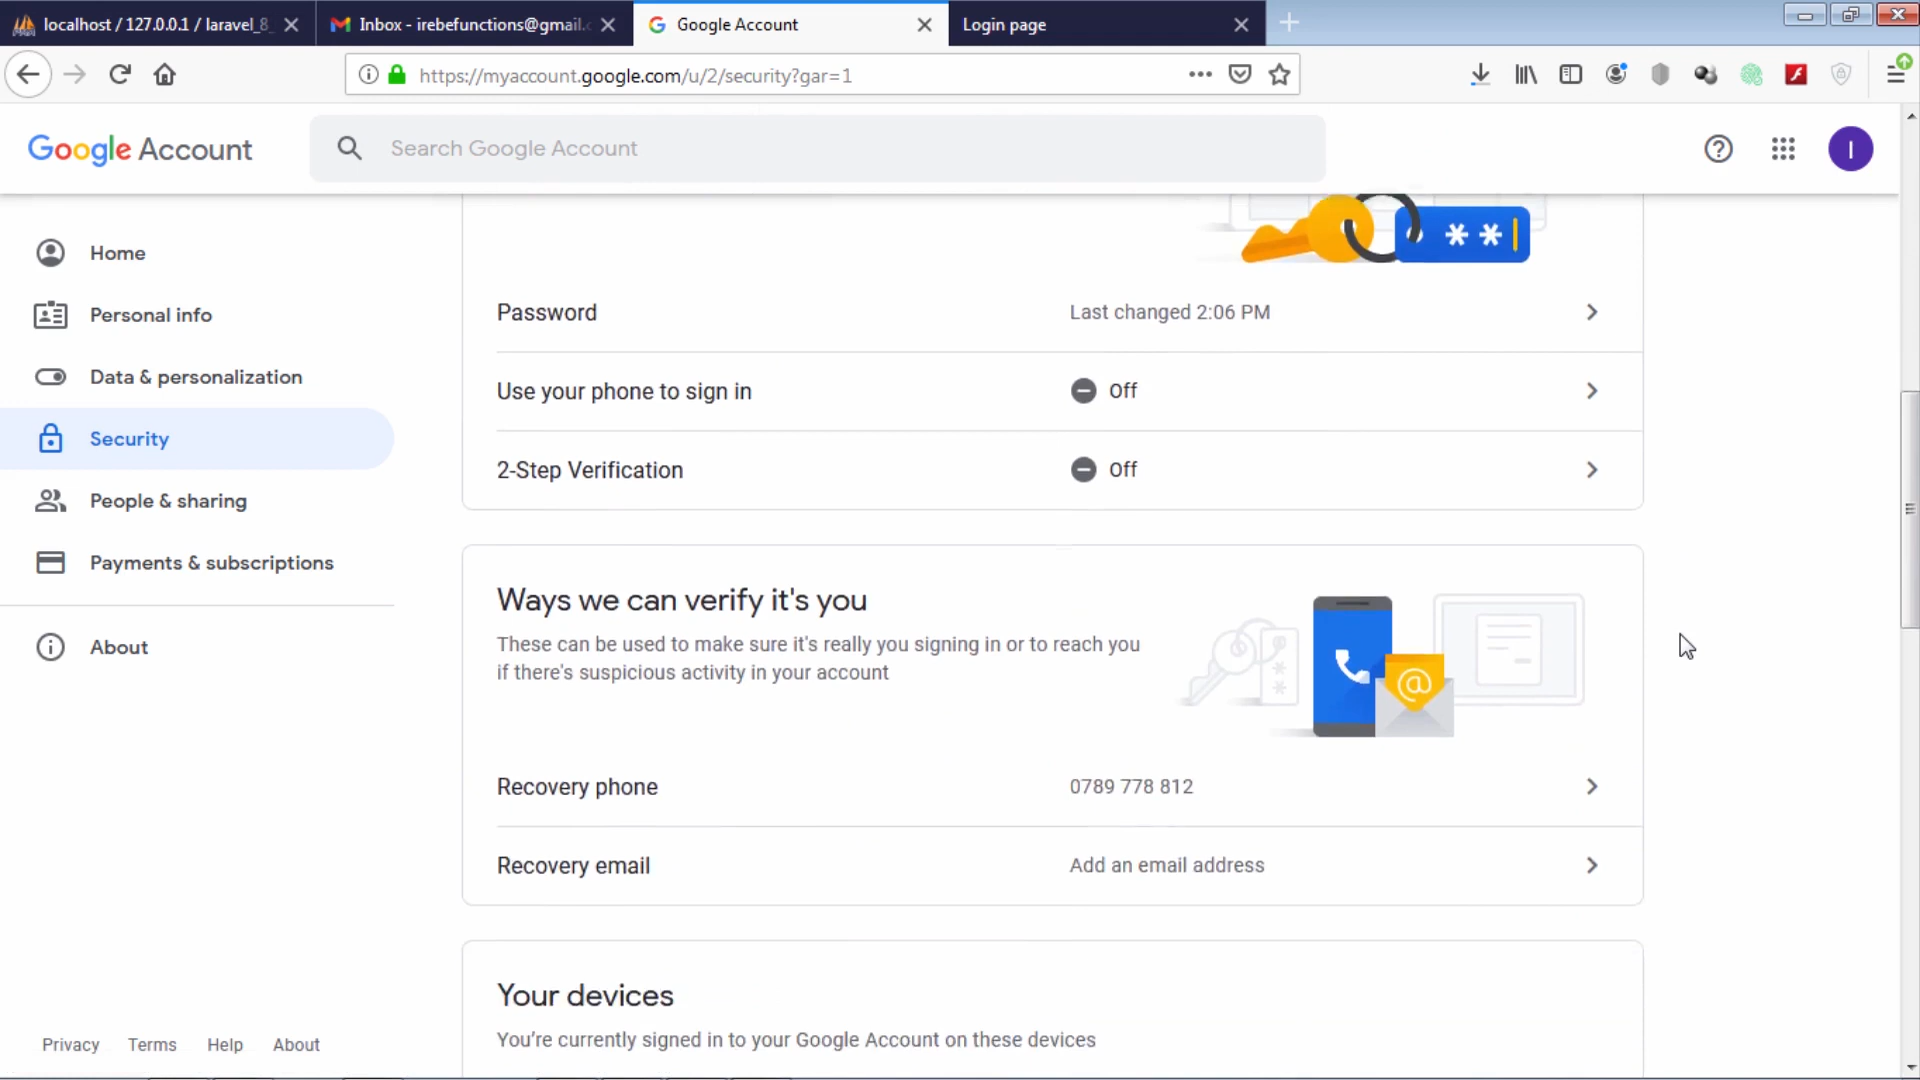 localhost / 127.0.0.1 / laravel_8_
Inbox - irebefunctions@gmail.c
Google Account
Login page
https://myaccount.google.com/u/2/security?gar=1
Google Account
Search Google Account
I
Home
Personal info
Data & personalization
Security
People & sharing
Payments & subscriptions
About
Privacy Terms Help About
* *
Password Last changed 2:06 PM
Use your phone to sign in Off
2-Step Verification Off
Ways we can verify it's you
These can be used to make sure it's really you signing in or to reach you
if there's suspicious activity in your account
@
Recovery phone 0789 778 812
Recovery email Add an email address
Your devices
You're currently signed in to your Google Account on these devices